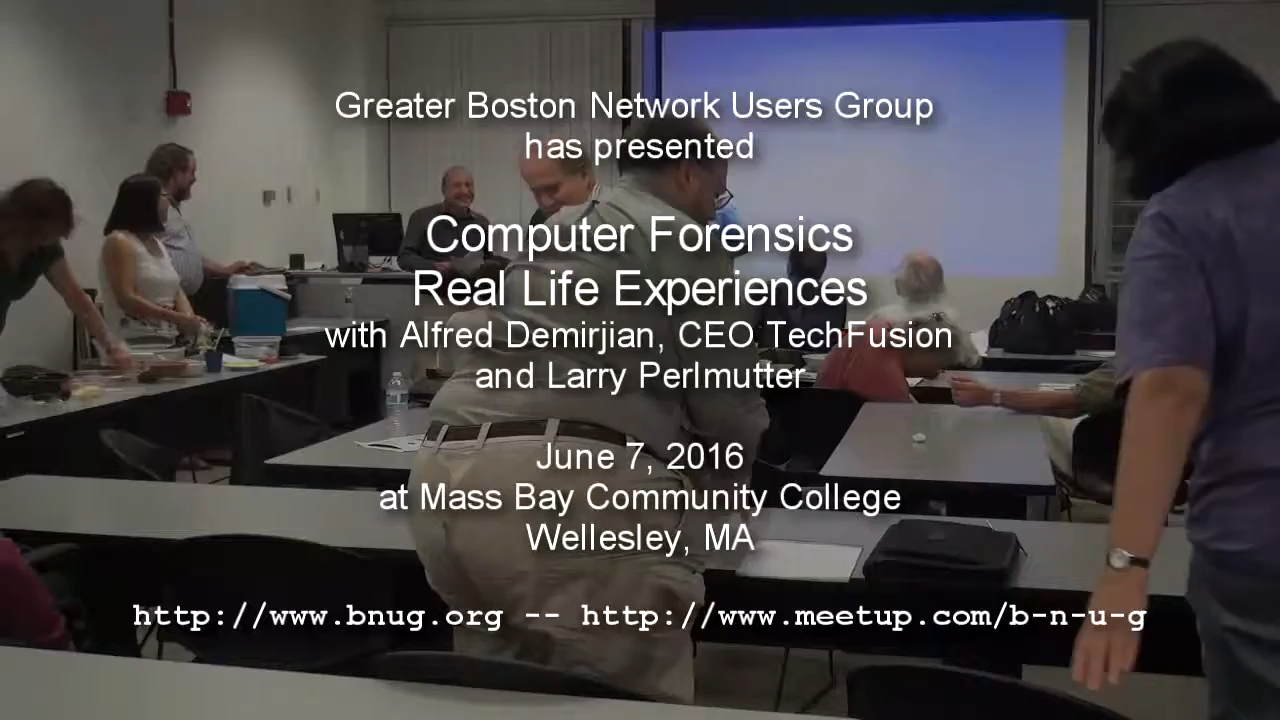 Greater Boston Network Users Group
has presented
Computer Forensics
Real Life Experiences
with Alfred Demirjian, CEO TechFusion
and Larry Perlmutter
June 7, 2016
at Mass Bay Community College
Wellesley, MA
http://www.bnug.org -- http://www.meetup.com/b-n-u-g